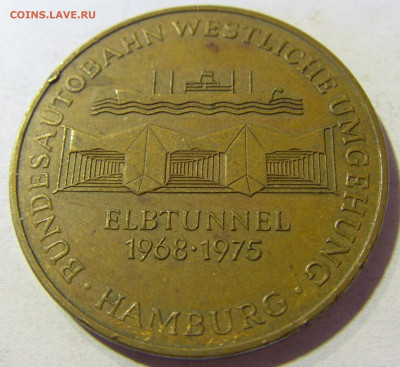 COINS.LAVE.RU
BUNDESAUTOBAHN WESTLICHE UMGEHUNG · HAMBURG ·
ELBTUNNEL
1968·1975